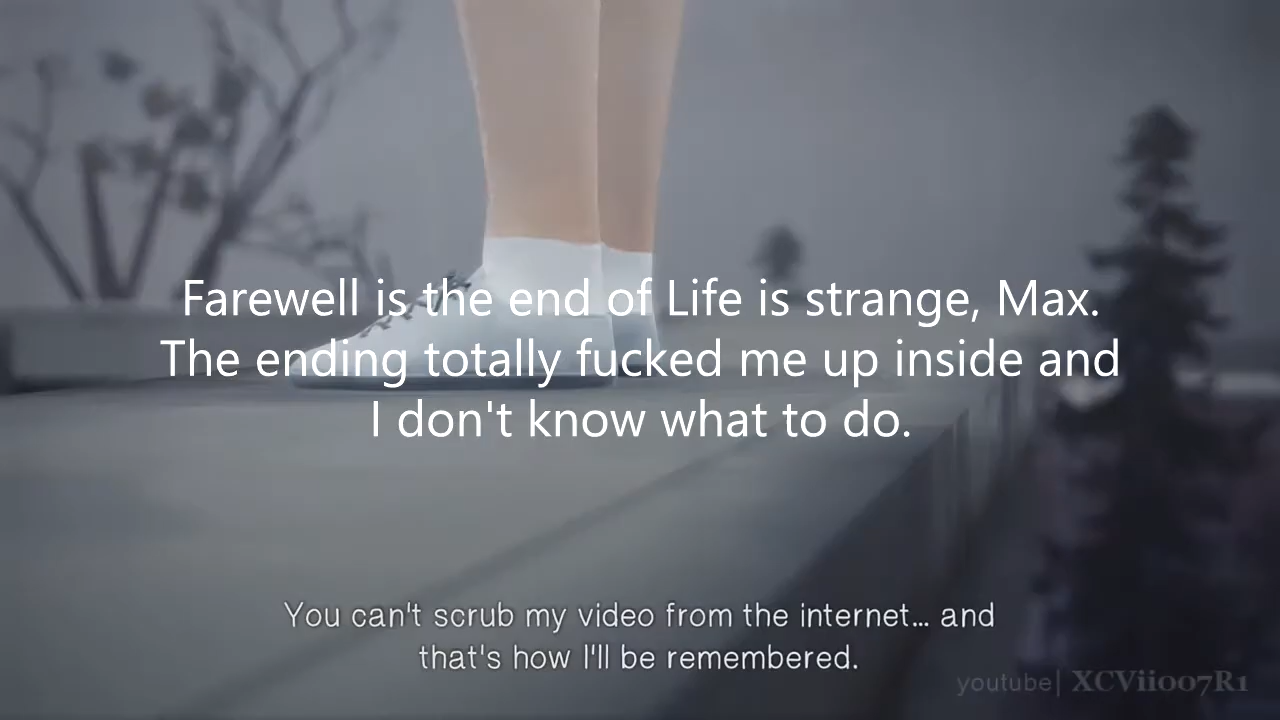 Farewell is the end of Life is strange, Max.
The ending totally fucked me up inside and
I don't know what to do.
You can't scrub my video from the internet... and
that's how I'll be remembered.
youtube| XCVii007R1